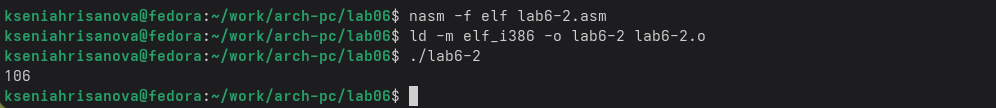 kseniahrisanova@fedora:~/work/arch-pc/lab06$ nasm -f elf lab6-2.asm
kseniahrisanova@fedora:~/work/arch-pc/lab06$ ld -m elf_i386 -o lab6-2 lab6-2.o
kseniahrisanova@fedora:~/work/arch-pc/lab06$ ./lab6-2
106
kseniahrisanova@fedora:~/work/arch-pc/lab06$